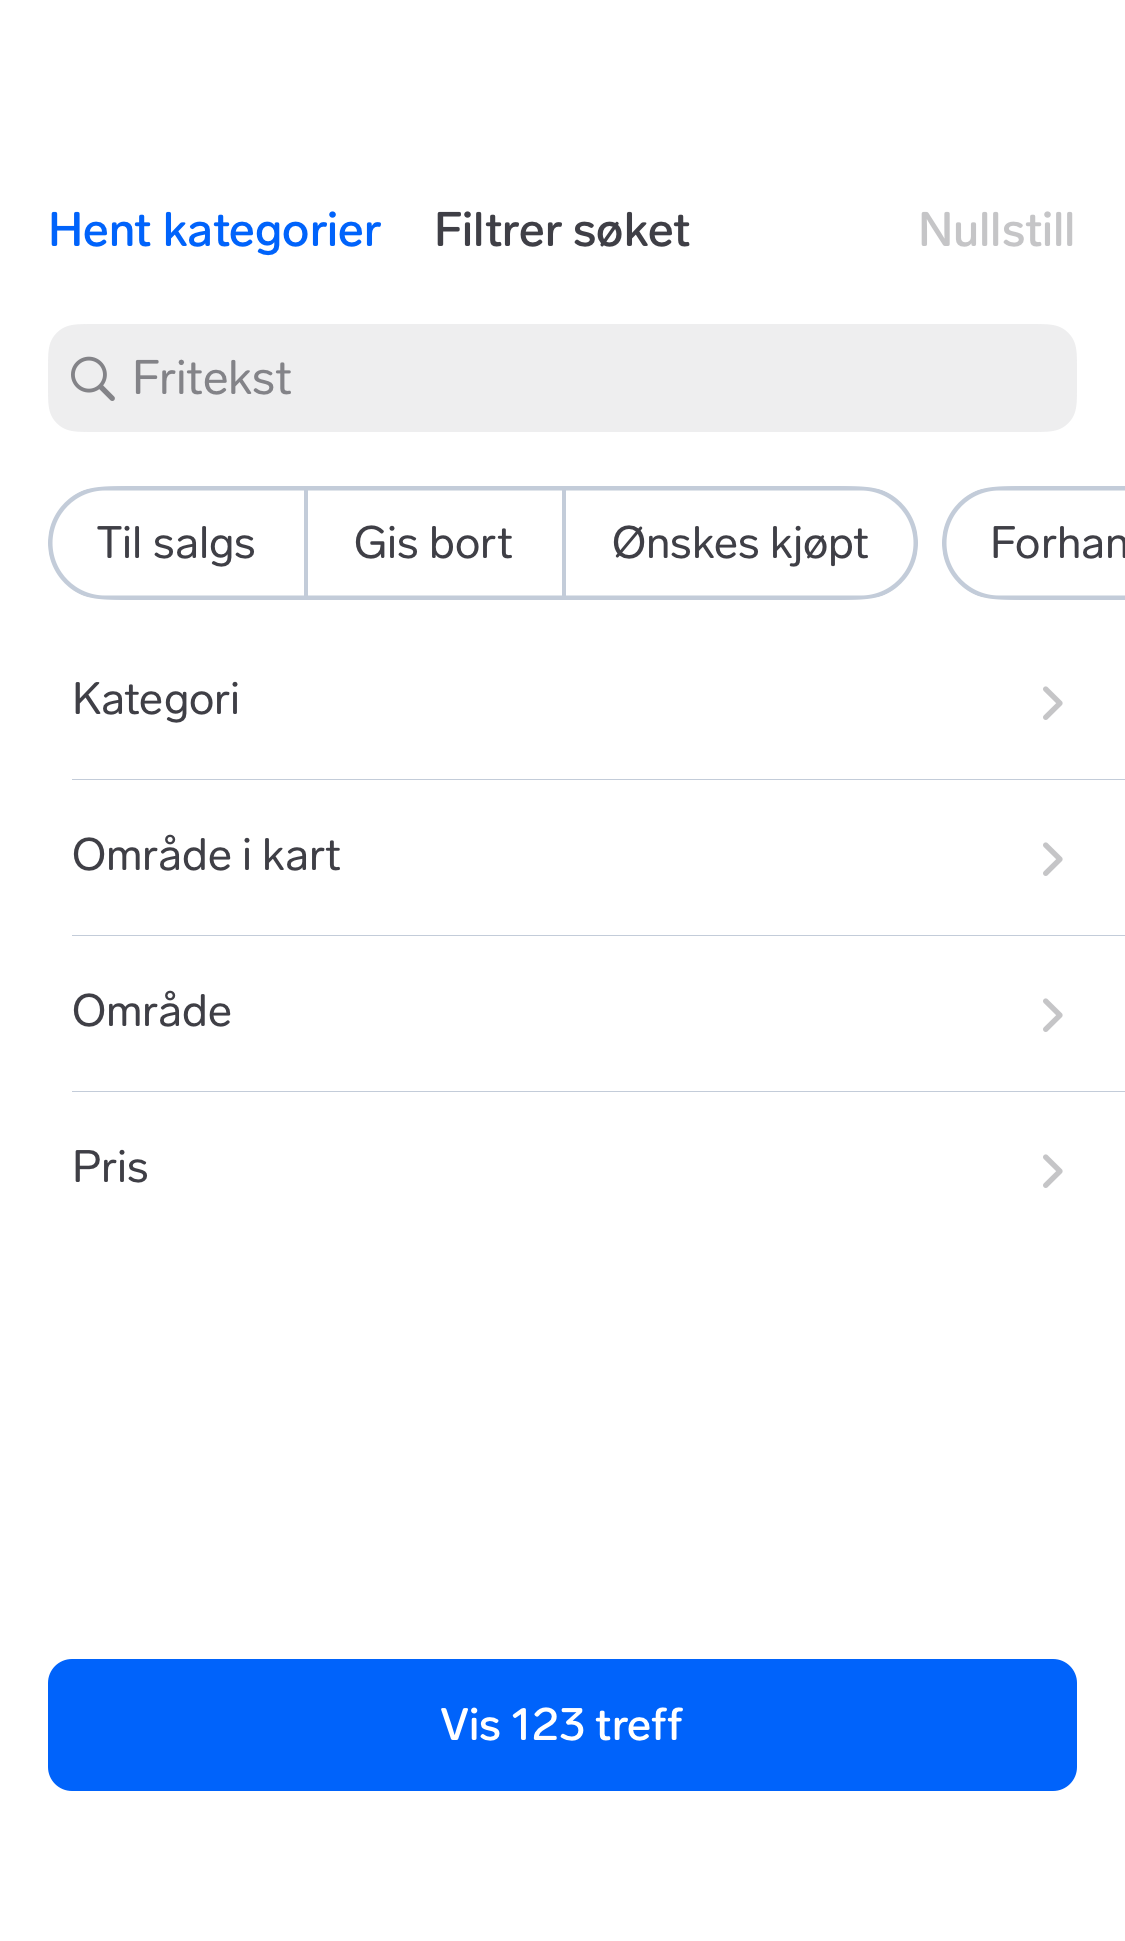 Hent kategorier Filtrer søket Nullstill
Fritekst
Til salgs Gis bort Ønskes kjøpt Forhan
Kategori
Område i kart
Område
Pris
Vis 123 treff